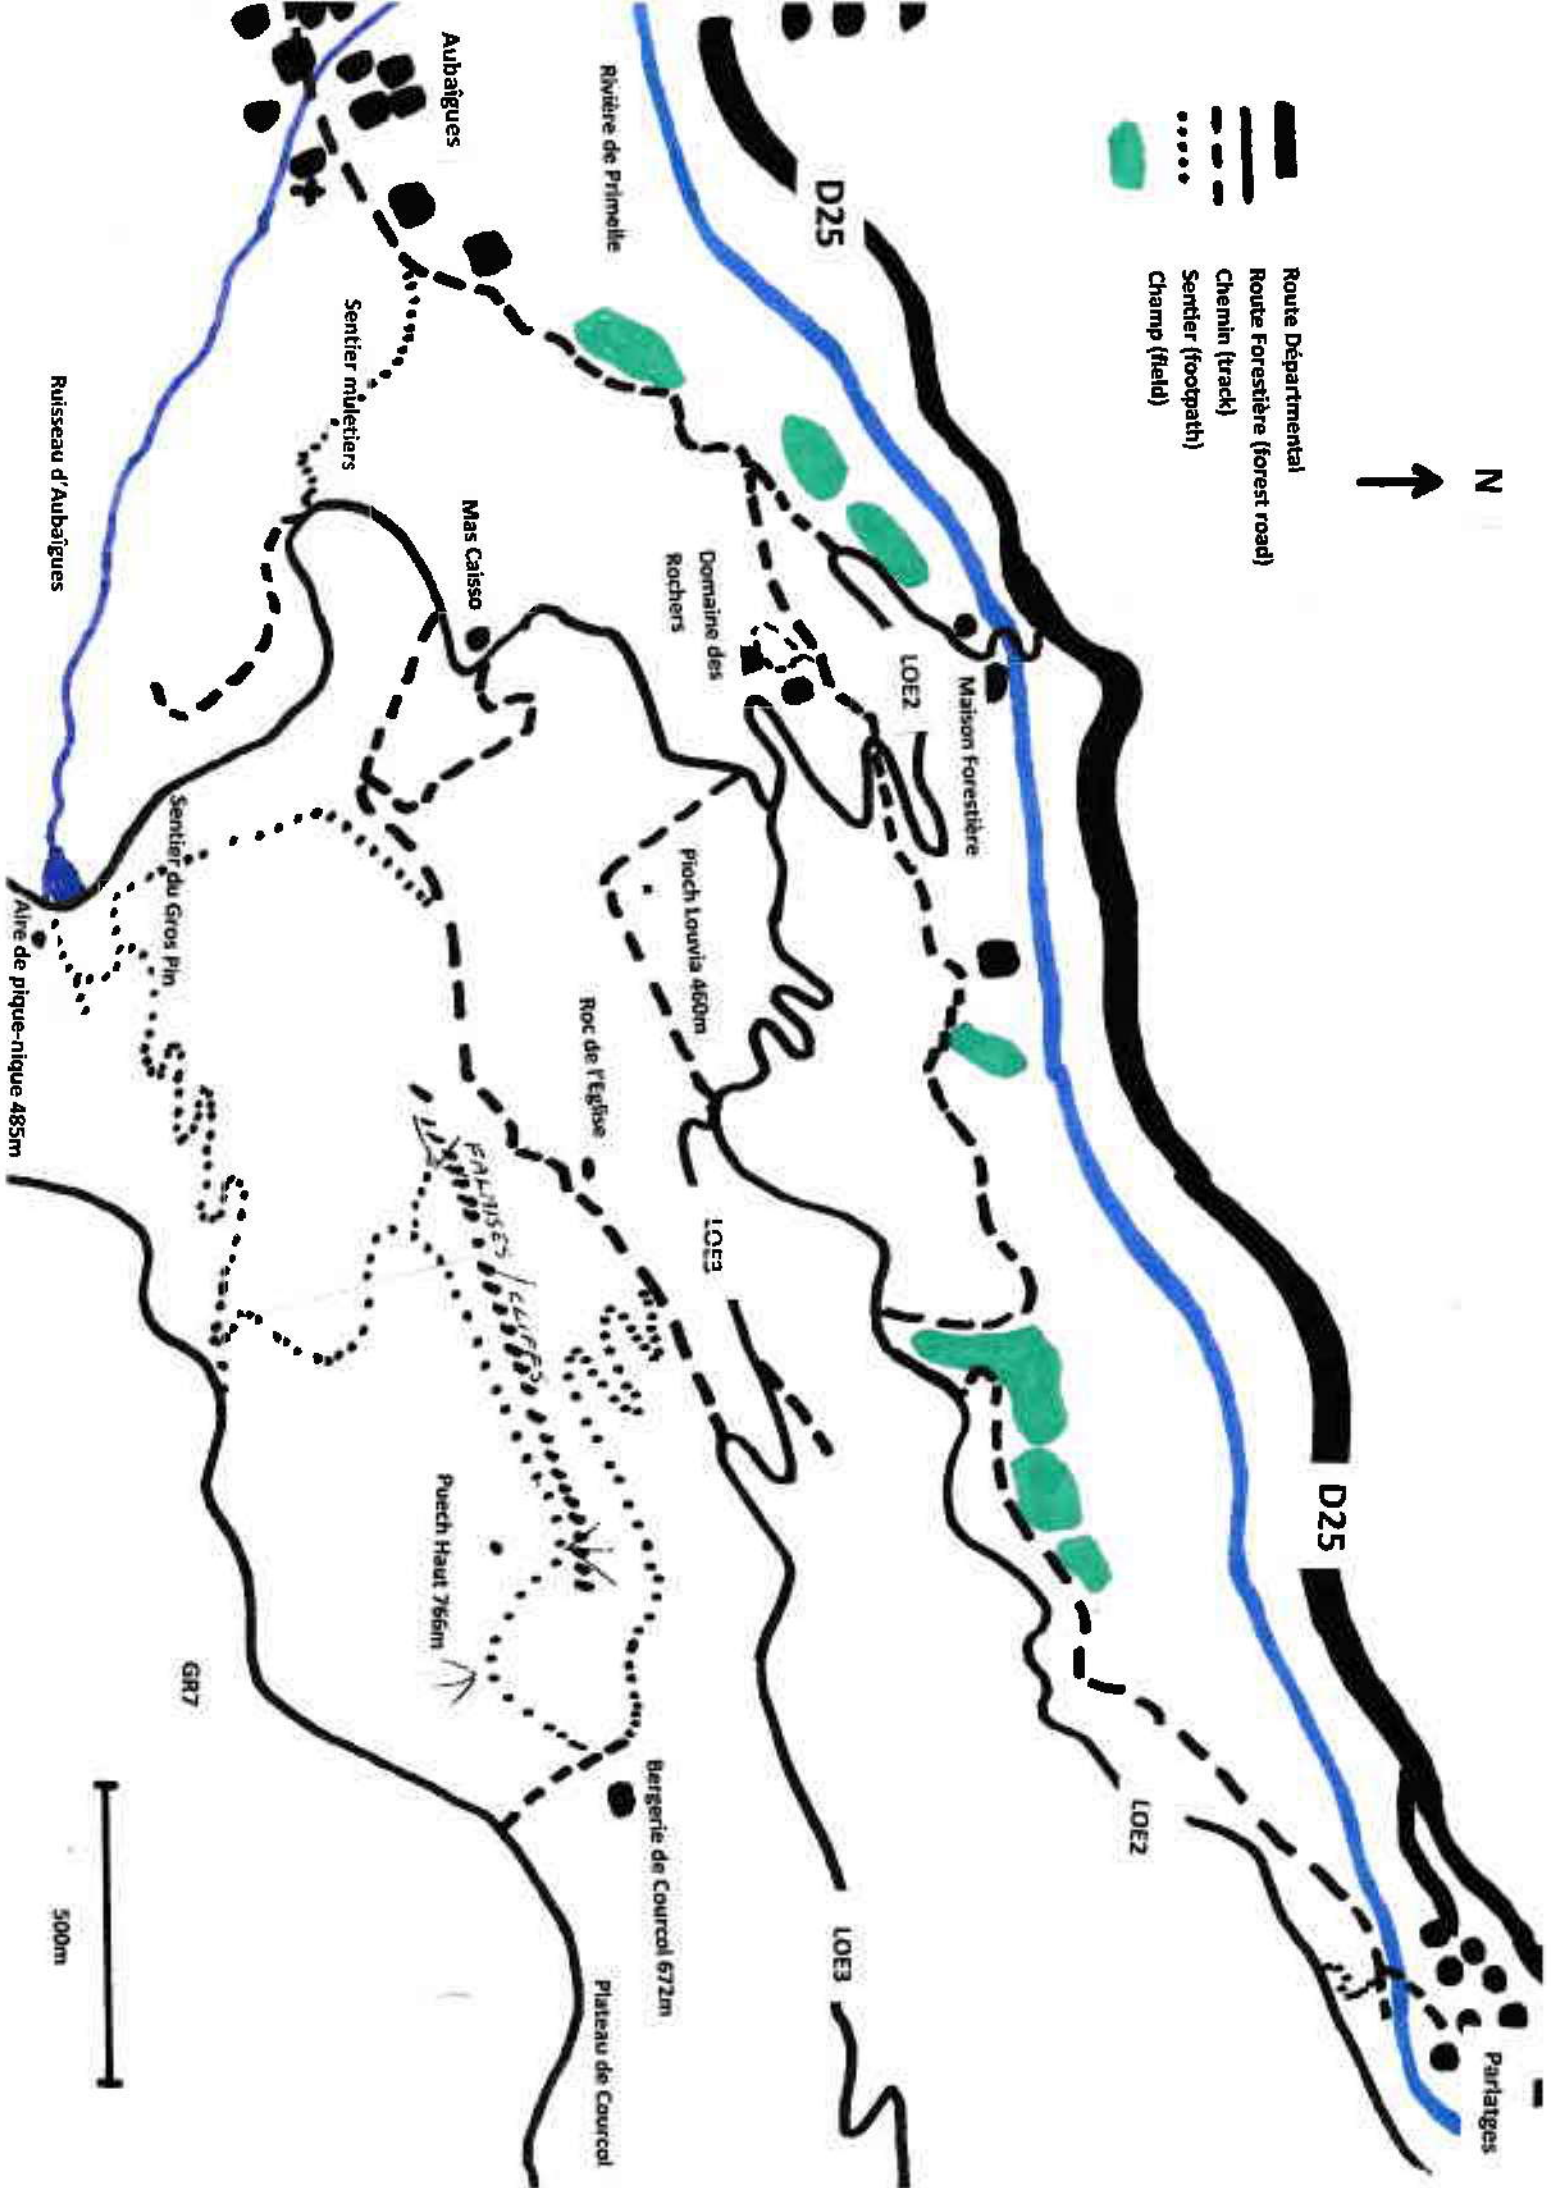 N
Route Départmental
Route Forestière (forest road)
Chemin (track)
Sentier (footpath)
Champ (field)
D25
D25
Parlatges
Rivière de Primelle
Aubaïgues
Maison Forestière
LOE2
LOE2
Domaine des
Rochers
Sentier muletiers
Mas Caisso
Pioch Louvia 460m
LOE3
LOE3
Roc de l'Eglise
FALAISES / CLIFFES
Bergerie de Courcol 672m
Puech Haut 766m
Plateau de Courcol
Ruisseau d'Aubaïgues
Sentier du Gros Pin
GR7
Aire de pique-nique 485m
500m